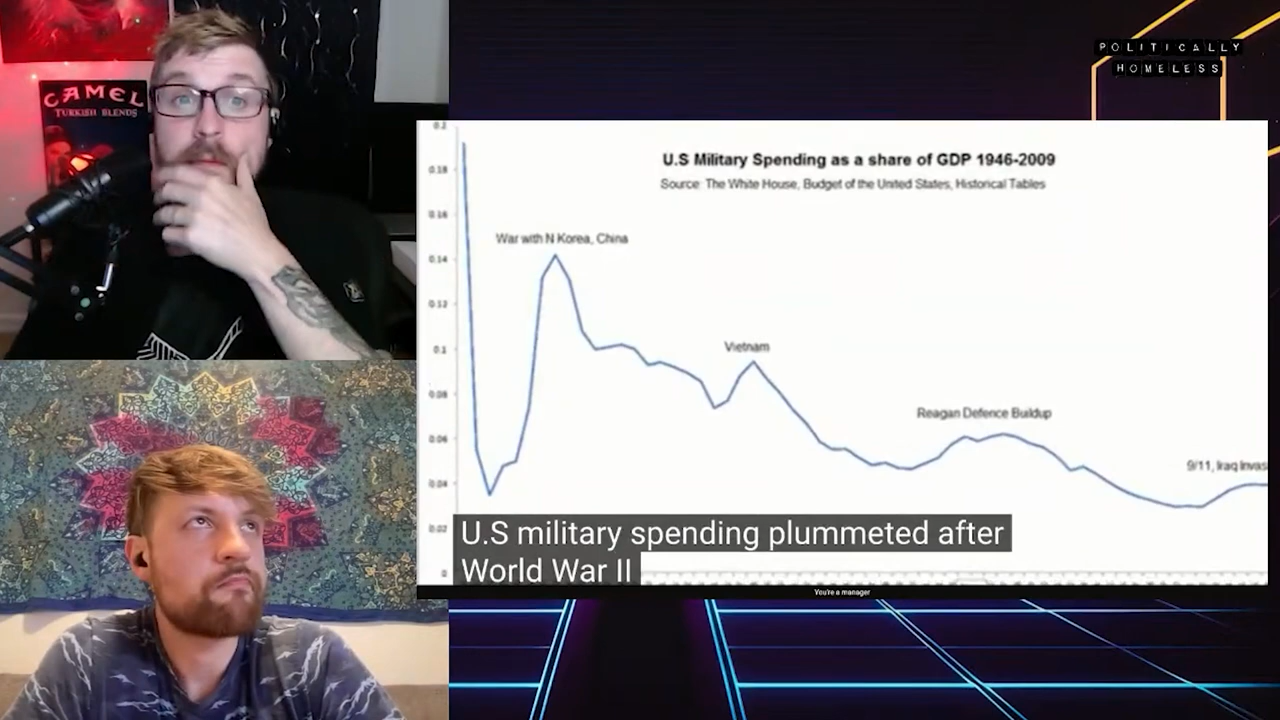 CAMEL
TURKISH BLENDS
POLITICALLY
HOMELESS
U.S Military Spending as a share of GDP 1946-2009
Source: The White House, Budget of the United States, Historical Tables
0.2
0.18
0.16
0.14
0.12
0.1
0.08
0.06
0.04
0.02
0
War with N Korea, China
Vietnam
Reagan Defence Buildup
9/11, Iraq Invas
U.S military spending plummeted after
World War II
You're a manager